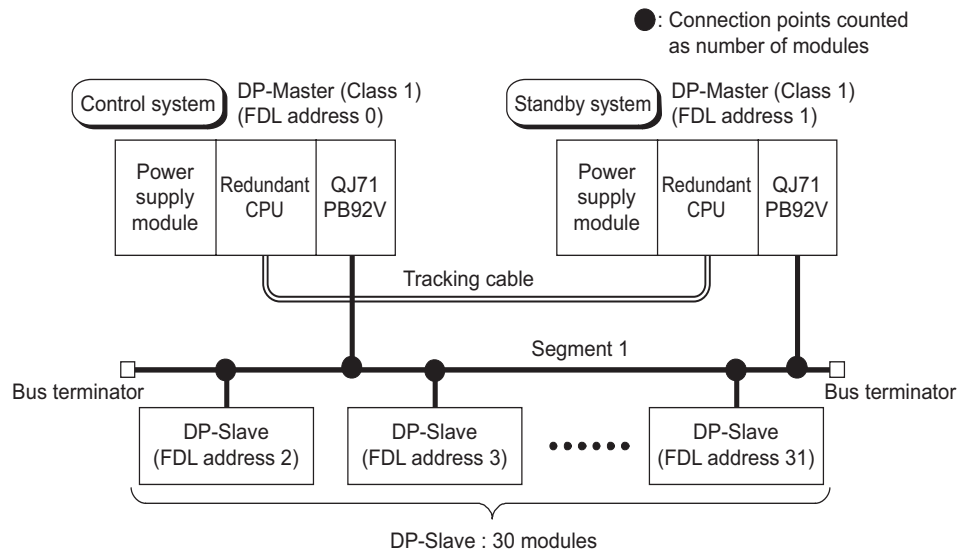 ●: Connection points counted
as number of modules
Control system
DP-Master (Class 1)
(FDL address 0)
Standby system
DP-Master (Class 1)
(FDL address 1)
Power
supply
module
Redundant
CPU
QJ71
PB92V
Power
supply
module
Redundant
CPU
QJ71
PB92V
Tracking cable
Segment 1
Bus terminator
Bus terminator
DP-Slave
(FDL address 2)
DP-Slave
(FDL address 3)
••••••
DP-Slave
(FDL address 31)
DP-Slave : 30 modules